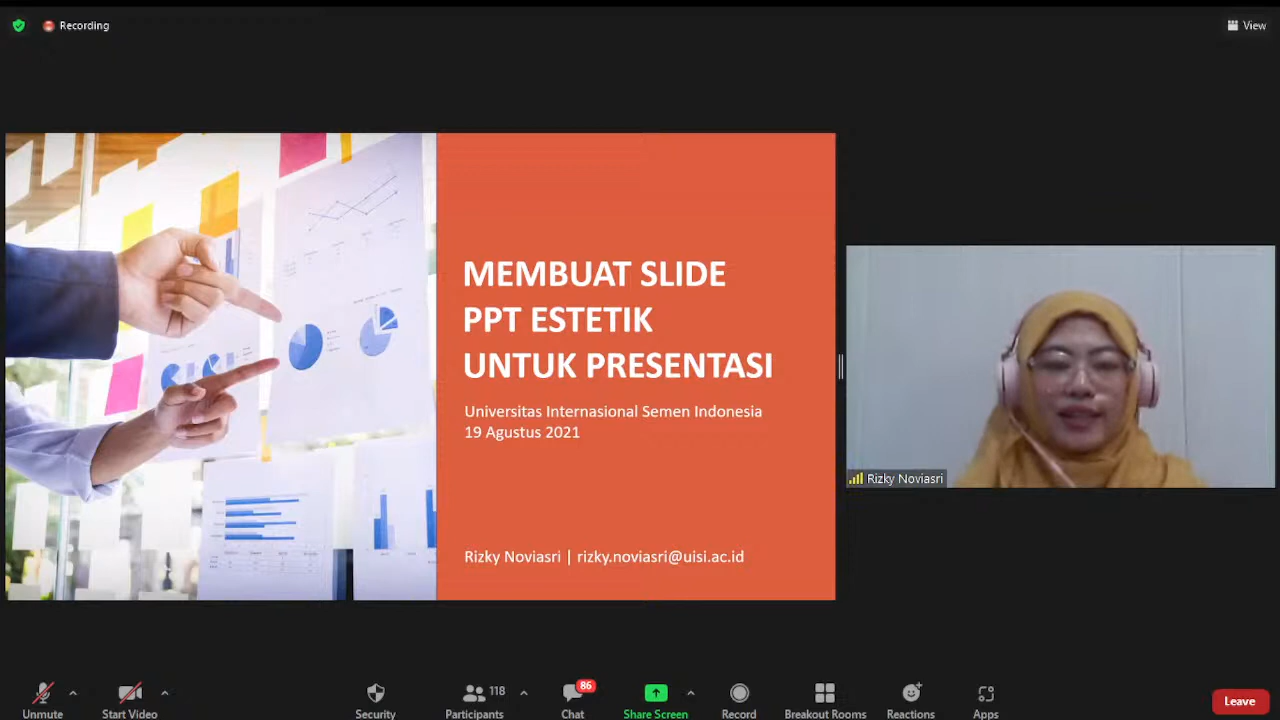 Recording
View
MEMBUAT SLIDE
PPT ESTETIK
UNTUK PRESENTASI
Universitas Internasional Semen Indonesia
19 Agustus 2021
Rizky Noviasri | rizky.noviasri@uisi.ac.id
Rizky Noviasri
118
86
Unmute
Start Video
Security
Participants
Chat
Share Screen
Record
Breakout Rooms
Reactions
Apps
Leave